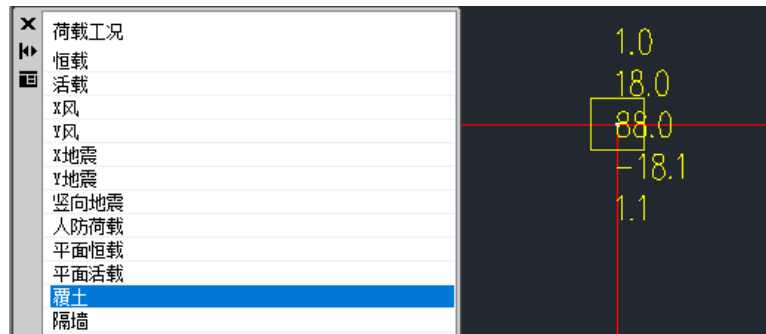 荷载工况
恒载
活载
X风
Y风
X地震
Y地震
竖向地震
人防荷载
平面恒载
平面活载
覆土
隔墙
1.0
18.0
88.0
-18.1
1.1